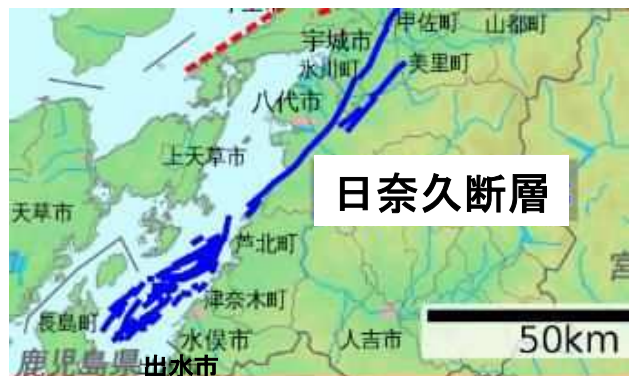 宇城市
甲佐町
山都町
氷川町
美里町
八代市
上天草市
日奈久断層
天草市
芦北町
津奈木町
長島町
水俣市
人吉市
50km
鹿児島県
出水市
宮